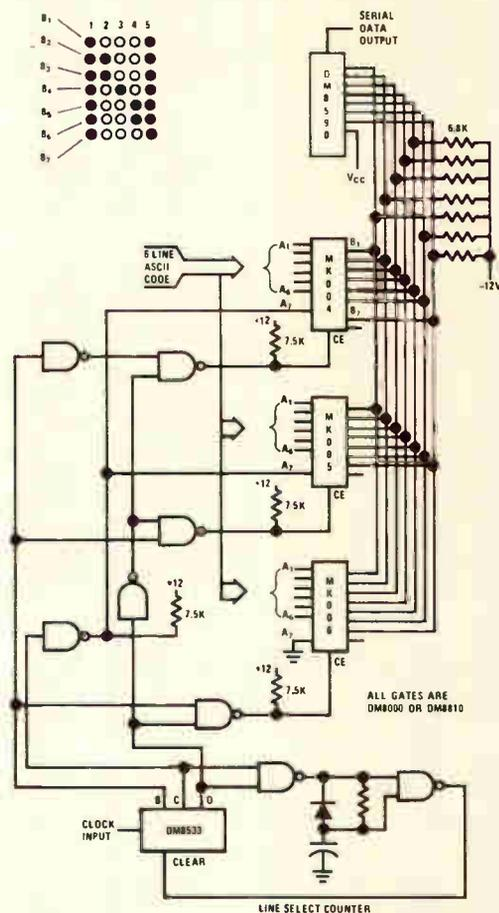 1 2 3 4 5
B1
B2
B3
B4
B5
B6
B7
SERIAL
DATA
OUTPUT
DM8590
VCC
6.8K
-12V
6 LINE
ASCII
CODE
A1
A6
A7
MK004
B1
B7
CE
+12
7.5K
A1
A6
A7
MK005
CE
+12
7.5K
+12
7.5K
A1
A6
A7
MK006
CE
+12
7.5K
ALL GATES ARE
DM8000 OR DM8810
B C D
CLOCK
INPUT
DM8533
CLEAR
LINE SELECT COUNTER